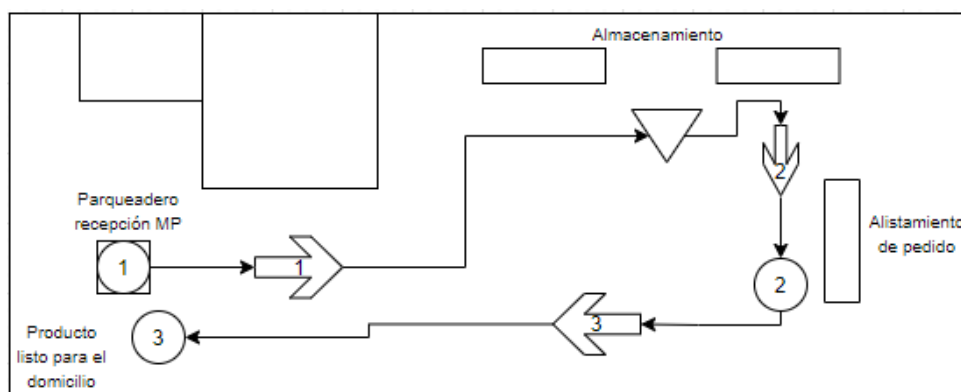 Almacenamiento
2
Parqueadero
recepción MP
1
1
Alistamiento
de pedido
2
3
3
Producto
listo para el
domicilio